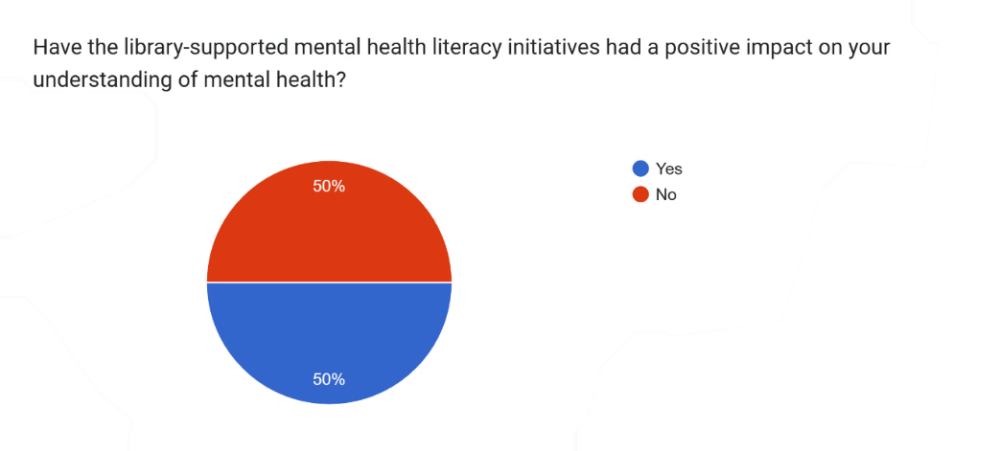 Have the library-supported mental health literacy initiatives had a positive impact on your
understanding of mental health?
50%
Yes
No
50%